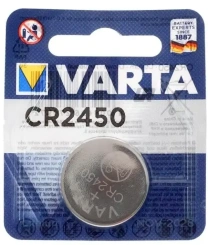 BATTERY
EXPERTS
SINCE
1887
VARTA
CR2450
VARTA
CR2450